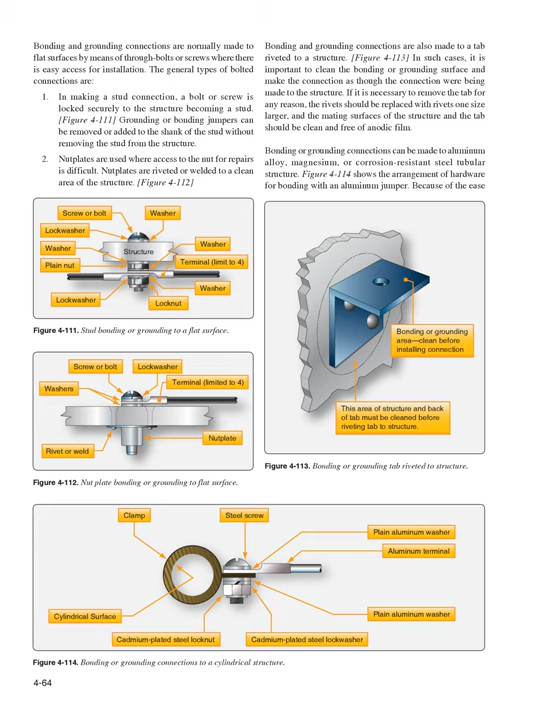 Bonding and grounding connections are normally made to
flat surfaces by means of through-bolts or screws where there
is easy access for installation. The general types of bolted
connections are:
1. In making a stud connection, a bolt or screw is
locked securely to the structure becoming a stud.
[Figure 4-111] Grounding or bonding jumpers can
be removed or added to the shank of the stud without
removing the stud from the structure.
2. Nutplates are used where access to the nut for repairs
is difficult. Nutplates are riveted or welded to a clean
area of the structure. [Figure 4-112]
Screw or bolt
Washer
Lockwasher
Washer
Structure
Washer
Plain nut
Terminal (limit to 4)
Washer
Lockwasher
Locknut
Figure 4-111. Stud bonding or grounding to a flat surface.
Screw or bolt
Lockwasher
Washers
Terminal (limited to 4)
Nutplate
Rivet or weld
Figure 4-112. Nut plate bonding or grounding to flat surface.
Bonding and grounding connections are also made to a tab
riveted to a structure. [Figure 4-113] In such cases, it is
important to clean the bonding or grounding surface and
make the connection as though the connection were being
made to the structure. If it is necessary to remove the tab for
any reason, the rivets should be replaced with rivets one size
larger, and the mating surfaces of the structure and the tab
should be clean and free of anodic film.
Bonding or grounding connections can be made to aluminum
alloy, magnesium, or corrosion-resistant steel tubular
structure. Figure 4-114 shows the arrangement of hardware
for bonding with an aluminum jumper. Because of the ease
Bonding or grounding
area—clean before
installing connection
This area of structure and back
of tab must be cleaned before
riveting tab to structure.
Figure 4-113. Bonding or grounding tab riveted to structure.
Clamp
Steel screw
Plain aluminum washer
Aluminum terminal
Cylindrical Surface
Plain aluminum washer
Cadmium-plated steel locknut
Cadmium-plated steel lockwasher
Figure 4-114. Bonding or grounding connections to a cylindrical structure.
4-64